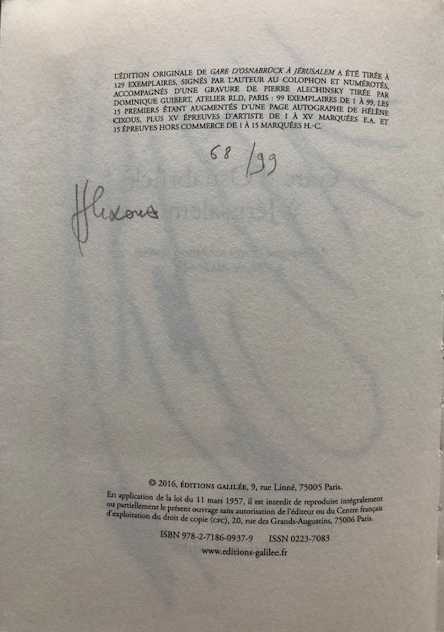 L'ÉDITION ORIGINALE DE GARE D'OSNABRÜCK À JÉRUSALEM A ÉTÉ TIRÉE À
129 EXEMPLAIRES, SIGNÉS PAR L'AUTEUR AU COLOPHON ET NUMÉROTÉS,
ACCOMPAGNÉS D'UNE GRAVURE DE PIERRE ALECHINSKY TIRÉE PAR
DOMINIQUE GUIBERT, ATELIER RLD, PARIS : 99 EXEMPLAIRES DE 1 À 99, LES
15 PREMIERS ÉTANT AUGMENTÉS D'UNE PAGE AUTOGRAPHE DE HÉLÈNE
CIXOUS, PLUS XV ÉPREUVES D'ARTISTE DE I À XV MARQUÉES E.A. ET
15 ÉPREUVES HORS COMMERCE DE 1 À 15 MARQUÉES H.-C.
68/99
HCixous
© 2016, ÉDITIONS GALILÉE, 9, rue Linné, 75005 Paris.
En application de la loi du 11 mars 1957, il est interdit de reproduire intégralement
ou partiellement le présent ouvrage sans autorisation de l'éditeur ou du Centre français
d'exploitation du droit de copie (CFC), 20, rue des Grands-Augustins, 75006 Paris.
ISBN 978-2-7186-0937-9 ISSN 0223-7083
www.editions-galilee.fr